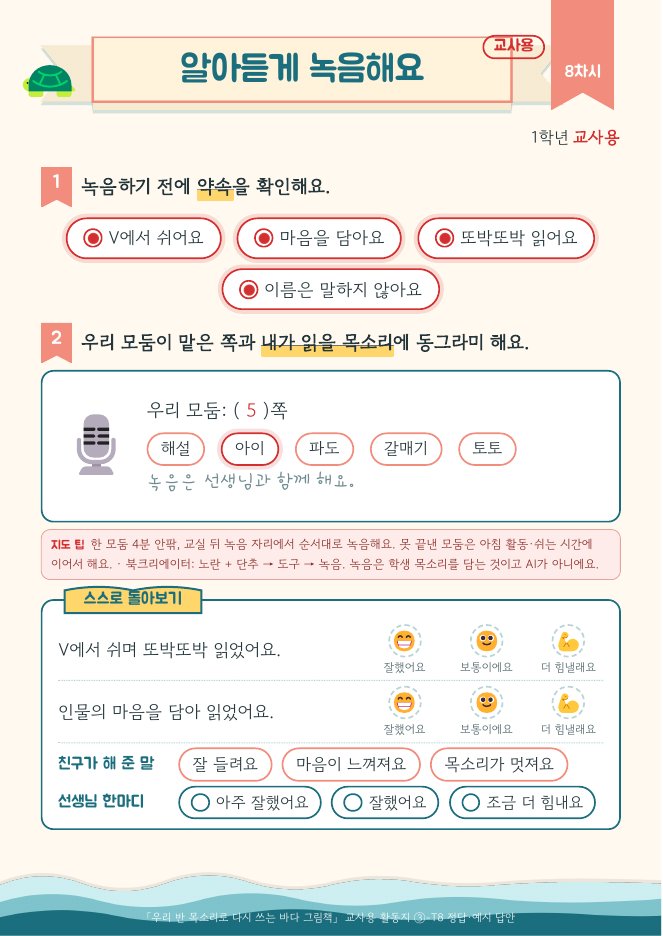 교사용
알아듣게 녹음해요
8차시
1학년 교사용
1 녹음하기 전에 약속을 확인해요.
V에서 쉬어요 마음을 담아요 또박또박 읽어요
이름은 말하지 않아요
2 우리 모둠이 맡은 쪽과 내가 읽을 목소리에 동그라미 해요.
우리 모둠: ( 5 )쪽
해설 아이 파도 갈매기 토토
녹음은 선생님과 함께 해요.
지도 팁 한 모둠 4분 안팎, 교실 뒤 녹음 자리에서 순서대로 녹음해요. 못 끝낸 모둠은 아침 활동·쉬는 시간에
이어서 해요. · 북크리에이터: 노란 + 단추 → 도구 → 녹음. 녹음은 학생 목소리를 담는 것이고 AI가 아니에요.
스스로 돌아보기
V에서 쉬며 또박또박 읽었어요.
잘했어요 보통이에요 더 힘낼래요
인물의 마음을 담아 읽었어요.
잘했어요 보통이에요 더 힘낼래요
친구가 해 준 말 잘 들려요 마음이 느껴져요 목소리가 멋져요
선생님 한마디 아주 잘했어요 잘했어요 조금 더 힘내요
「우리 반 목소리로 다시 쓰는 바다 그림책」 교사용 활동지 ③-T8 정답·예시 답안